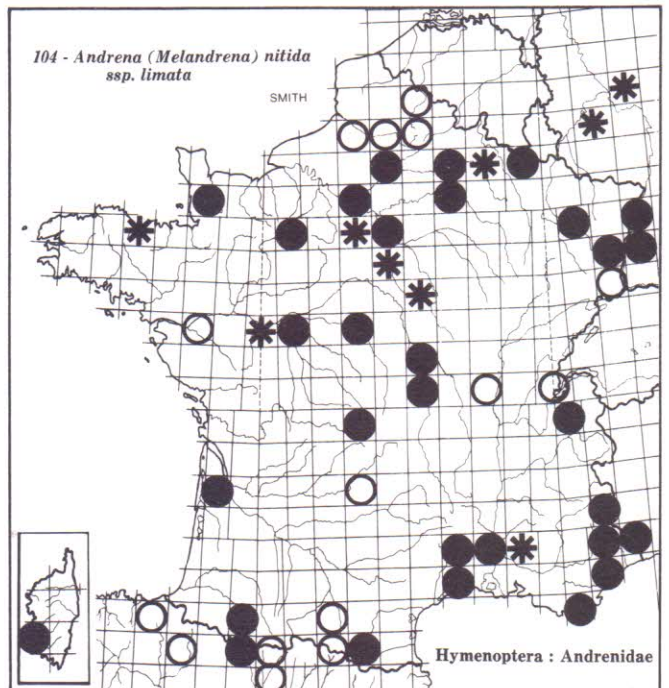 104 - Andrena (Melandrena) nitida
ssp. limata
SMITH
Hymenoptera : Andrenidae